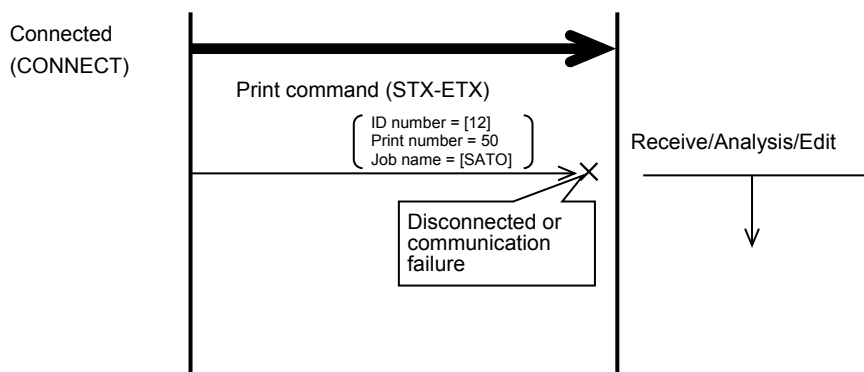 Connected
(CONNECT)
Print command (STX-ETX)
ID number = [12]
Print number = 50
Job name = [SATO]
Receive/Analysis/Edit
Disconnected or
communication
failure